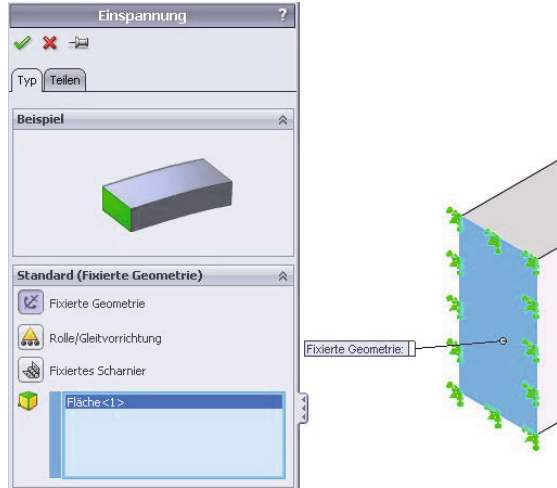 Einspannung ?
Typ Teilen
Beispiel
Standard (Fixierte Geometrie)
Fixierte Geometrie
Rolle/Gleitvorrichtung
Fixiertes Scharnier
Fläche<1>
Fixierte Geometrie: